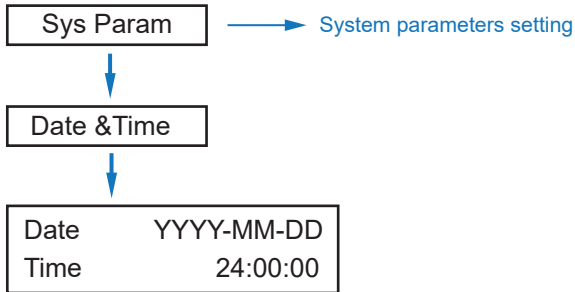 Sys Param
System parameters setting
Date &Time
Date YYYY-MM-DD
Time 24:00:00